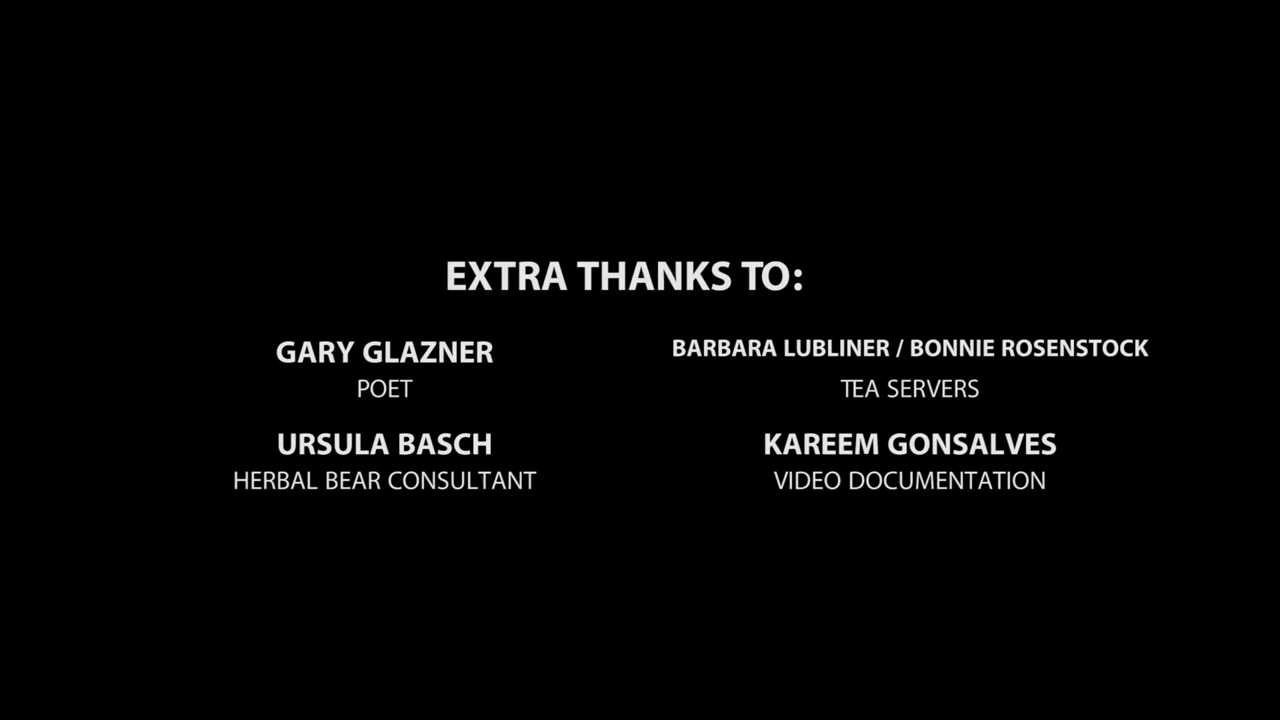 EXTRA THANKS TO:
GARY GLAZNER
POET
BARBARA LUBLINER / BONNIE ROSENSTOCK
TEA SERVERS
URSULA BASCH
HERBAL BEAR CONSULTANT
KAREEM GONSALVES
VIDEO DOCUMENTATION